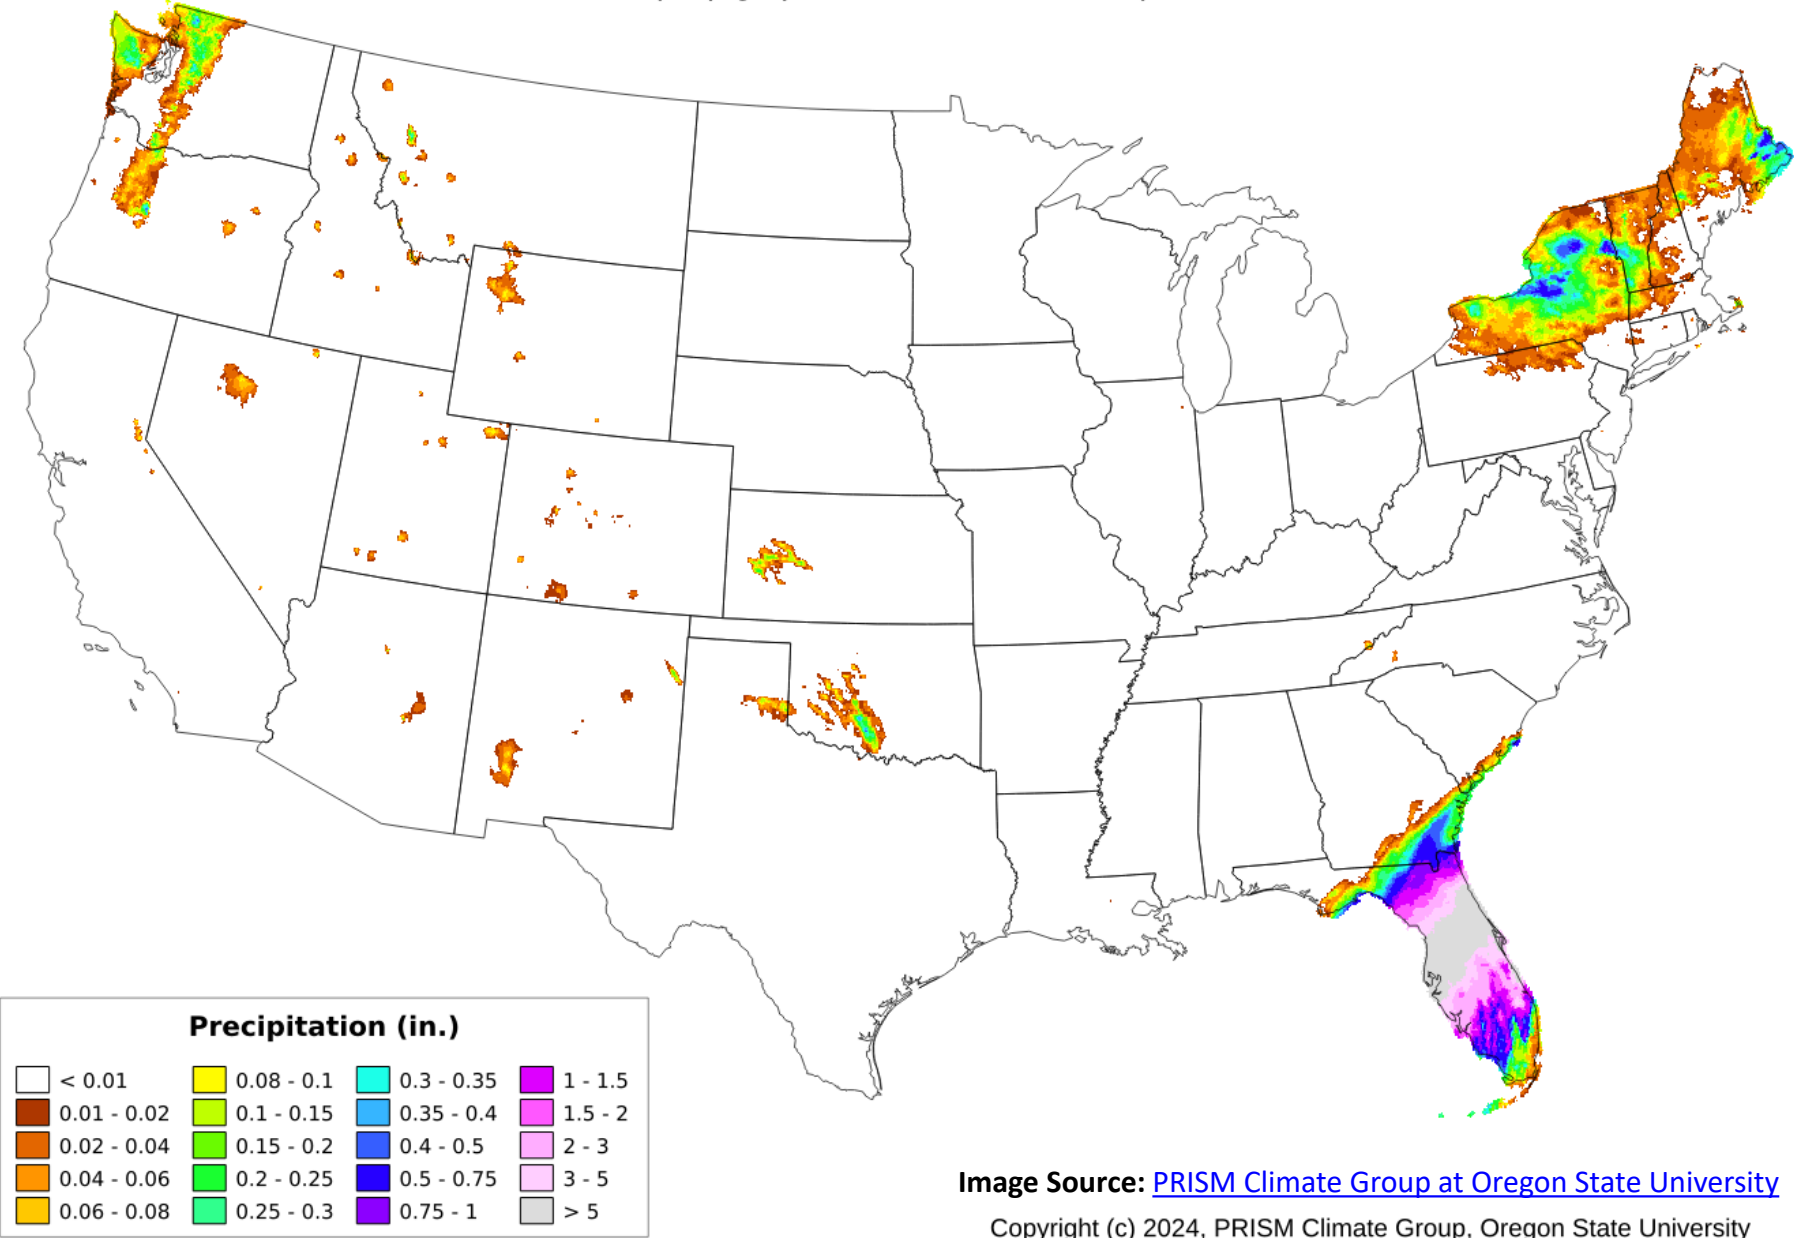 Precipitation (in.)
< 0.01
0.01 - 0.02
0.02 - 0.04
0.04 - 0.06
0.06 - 0.08
0.08 - 0.1
0.1 - 0.15
0.15 - 0.2
0.2 - 0.25
0.25 - 0.3
0.3 - 0.35
0.35 - 0.4
0.4 - 0.5
0.5 - 0.75
0.75 - 1
1 - 1.5
1.5 - 2
2 - 3
3 - 5
> 5
Image Source: PRISM Climate Group at Oregon State University
Copyright (c) 2024, PRISM Climate Group, Oregon State University